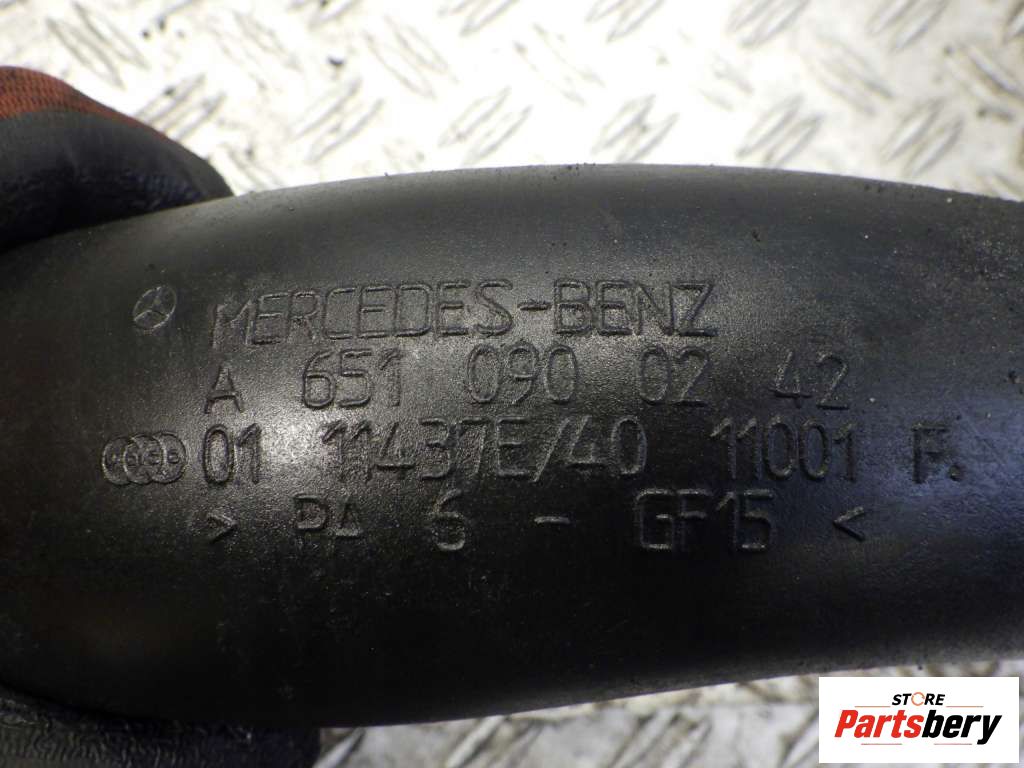 MERCEDES-BENZ
A 651 090 02 42
01 11437E/40 11001 F.
> PA 6 - GF15 <
STORE
Partsbery